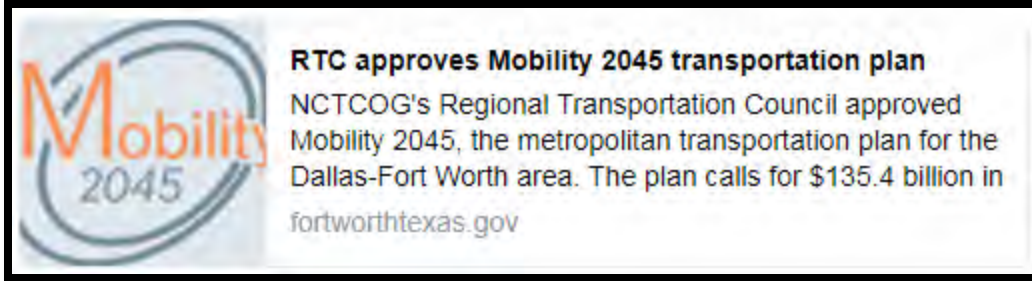 Mobility
2045
RTC approves Mobility 2045 transportation plan
NCTCOG's Regional Transportation Council approved
Mobility 2045, the metropolitan transportation plan for the
Dallas-Fort Worth area. The plan calls for $135.4 billion in
fortworthtexas.gov